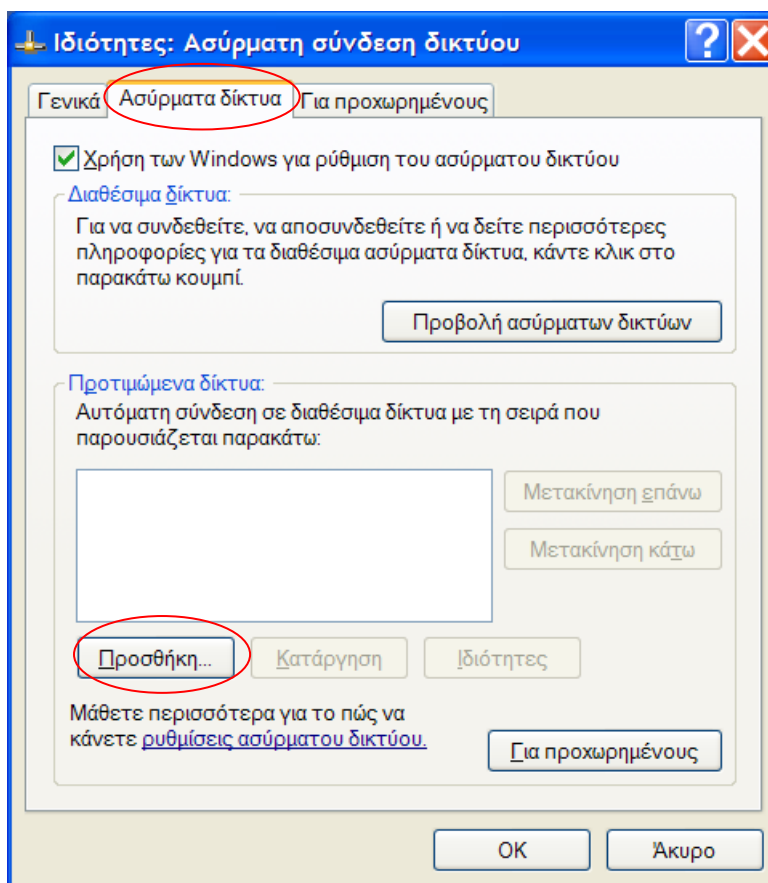 Ιδιότητες: Ασύρματη σύνδεση δικτύου
Γενικά Ασύρματα δίκτυα Για προχωρημένους
Χρήση των Windows για ρύθμιση του ασύρματου δικτύου
Διαθέσιμα δίκτυα:
Για να συνδεθείτε, να αποσυνδεθείτε ή να δείτε περισσότερες
πληροφορίες για τα διαθέσιμα ασύρματα δίκτυα, κάντε κλικ στο
παρακάτω κουμπί.
Προβολή ασύρματων δικτύων
Προτιμώμενα δίκτυα:
Αυτόματη σύνδεση σε διαθέσιμα δίκτυα με τη σειρά που
παρουσιάζεται παρακάτω:
Μετακίνηση επάνω
Μετακίνηση κάτω
Προσθήκη... Κατάργηση Ιδιότητες
Μάθετε περισσότερα για το πώς να
κάνετε ρυθμίσεις ασύρματου δικτύου.
Για προχωρημένους
OK Άκυρο